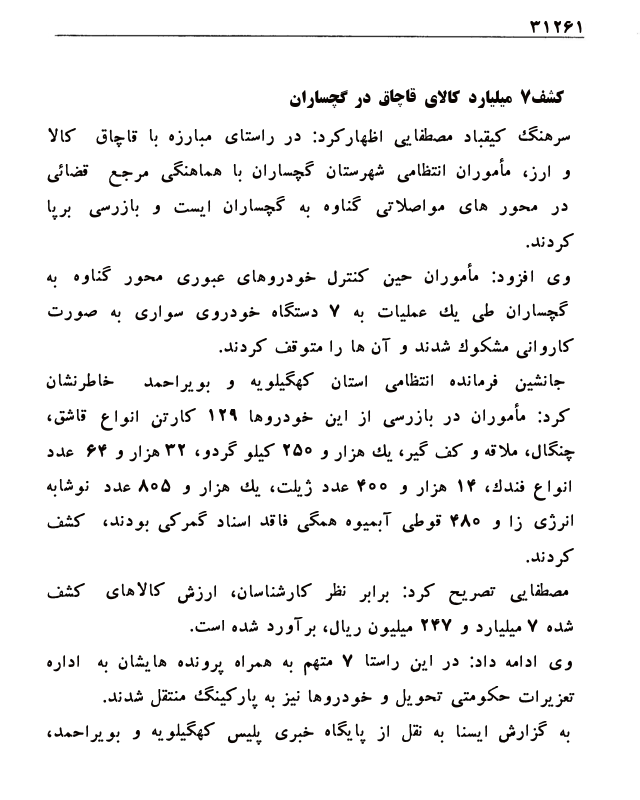 ۳۱۲۶۱
کشف۷ میلیارد کالای قاچاق در گچساران
سرهنگ کیقباد مصطفایی اظهارکرد: در راستای مبارزه با قاچاق کالا
و ارز، مأموران انتظامی شهرستان گچساران با هماهنگی مرجع قضائی
در محور های مواصلاتی گناوه به گچساران ایست و بازرسی برپا
کردند.
وی افزود: مأموران حین کنترل خودروهای عبوری محور گناوه به
گچساران طی یك عملیات به ۷ دستگاه خودروی سواری به صورت
کاروانی مشکوك شدند و آن ها را متوقف کردند.
جانشین فرمانده انتظامی استان کهگیلویه و بویراحمد خاطرنشان
کرد: مأموران در بازرسی از این خودروها ۱۲۹ کارتن انواع قاشق،
چنگال، ملاقه و کف گیر، یك هزار و ۲۵۰ کیلو گردو، ۳۲ هزار و ۶۴ عدد
انواع فندك، ۱۴ هزار و ۴۰۰ عدد ژیلت، یك هزار و ۸۰۵ عدد نوشابه
انرژی زا و ۴۸۰ قوطی آبمیوه همگی فاقد اسناد گمرکی بودند، کشف
کردند.
مصطفایی تصریح کرد: برابر نظر کارشناسان، ارزش کالاهای کشف
شده ۷ میلیارد و ۲۴۷ میلیون ریال، برآورد شده است.
وی ادامه داد: در این راستا ۷ متهم به همراه پرونده هایشان به اداره
تعزیرات حکومتی تحویل و خودروها نیز به پارکینگ منتقل شدند.
به گزارش ایسنا به نقل از پایگاه خبری پلیس کهگیلویه و بویراحمد،